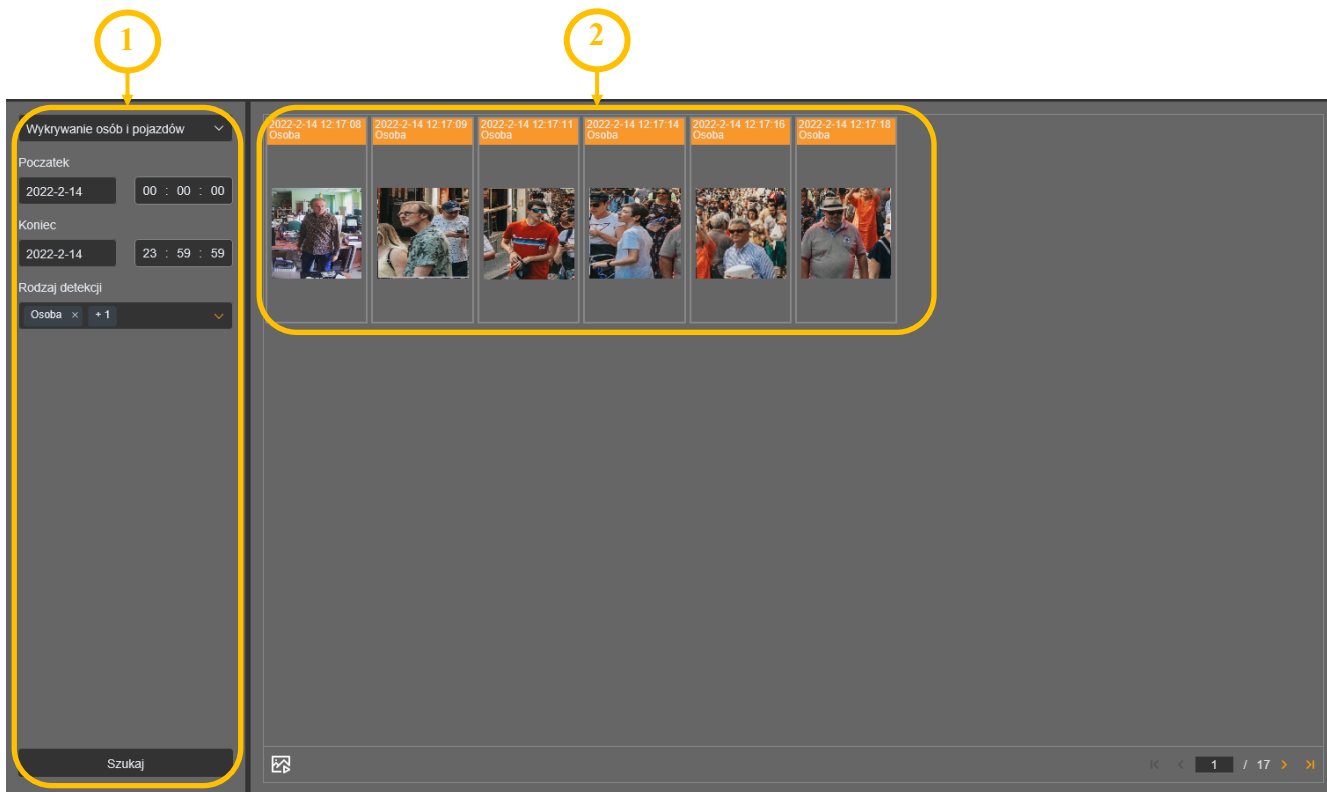 1
2
Wykrywanie osób i pojazdów
Poczatek
2022-2-14 00 : 00 : 00
Koniec
2022-2-14 23 : 59 : 59
Rodzaj detekcji
Osoba × + 1
Szukaj
2022-2-14 12:17:08
Osoba
2022-2-14 12:17:09
Osoba
2022-2-14 12:17:11
Osoba
2022-2-14 12:17:14
Osoba
2022-2-14 12:17:16
Osoba
2022-2-14 12:17:18
Osoba
1 / 17